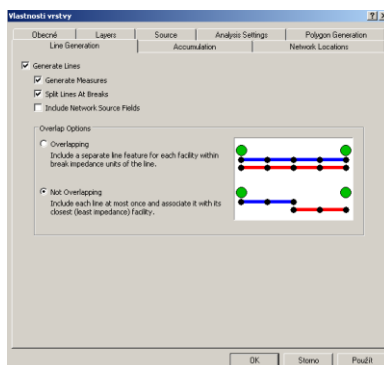 Vlastnosti vrstvy
Obecné Layers Source Analysis Settings Polygon Generation
Line Generation Accumulation Network Locations
Generate Lines
Generate Measures
Split Lines At Breaks
Include Network Source Fields
Overlap Options
Overlapping
Include a separate line feature for each facility within
break impedance units of the line.
Not Overlapping
Include each line at most once and associate it with its
closest (least impedance) facility.
OK Storno Použít